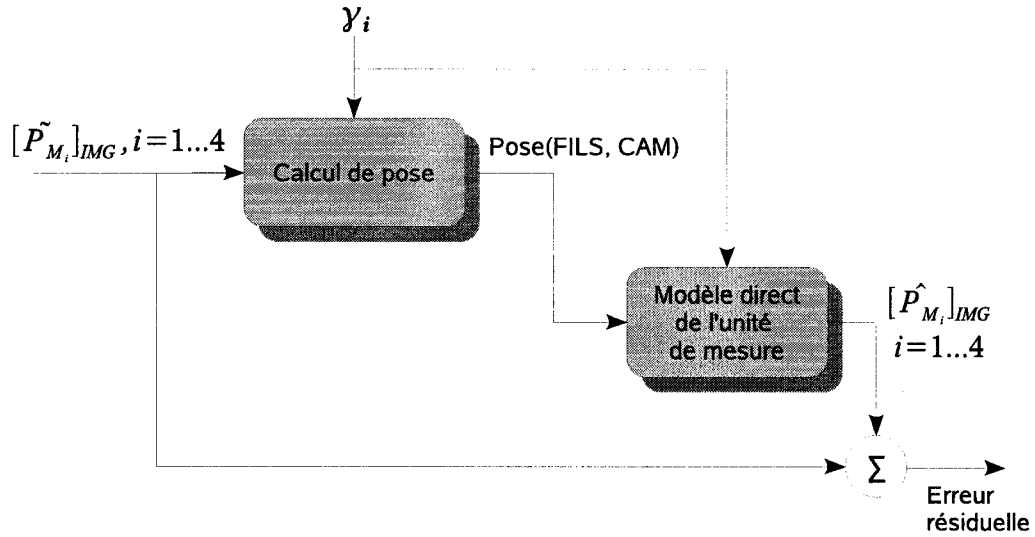 γ_i
[P̃_{M_i}]_{IMG}, i=1...4
Pose(FILS, CAM)
Calcul de pose
Modèle direct
de l'unité
de mesure
[P̂_{M_i}]_{IMG}
i=1...4
Σ
Erreur
résiduelle